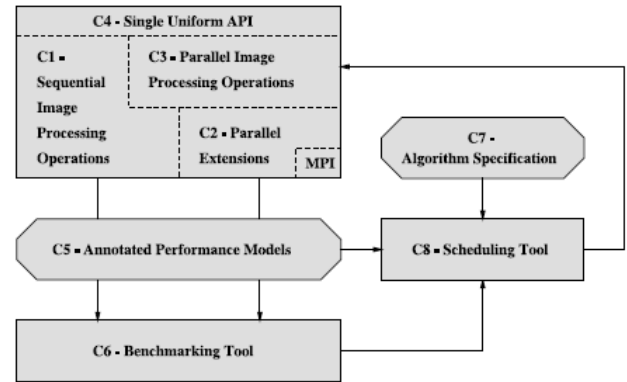 C4 - Single Uniform API
C1 -
Sequential
Image
Processing
Operations
C3 - Parallel Image
Processing Operations
C2 - Parallel
Extensions
MPI
C7 -
Algorithm Specification
C5 - Annotated Performance Models
C8 - Scheduling Tool
C6 - Benchmarking Tool